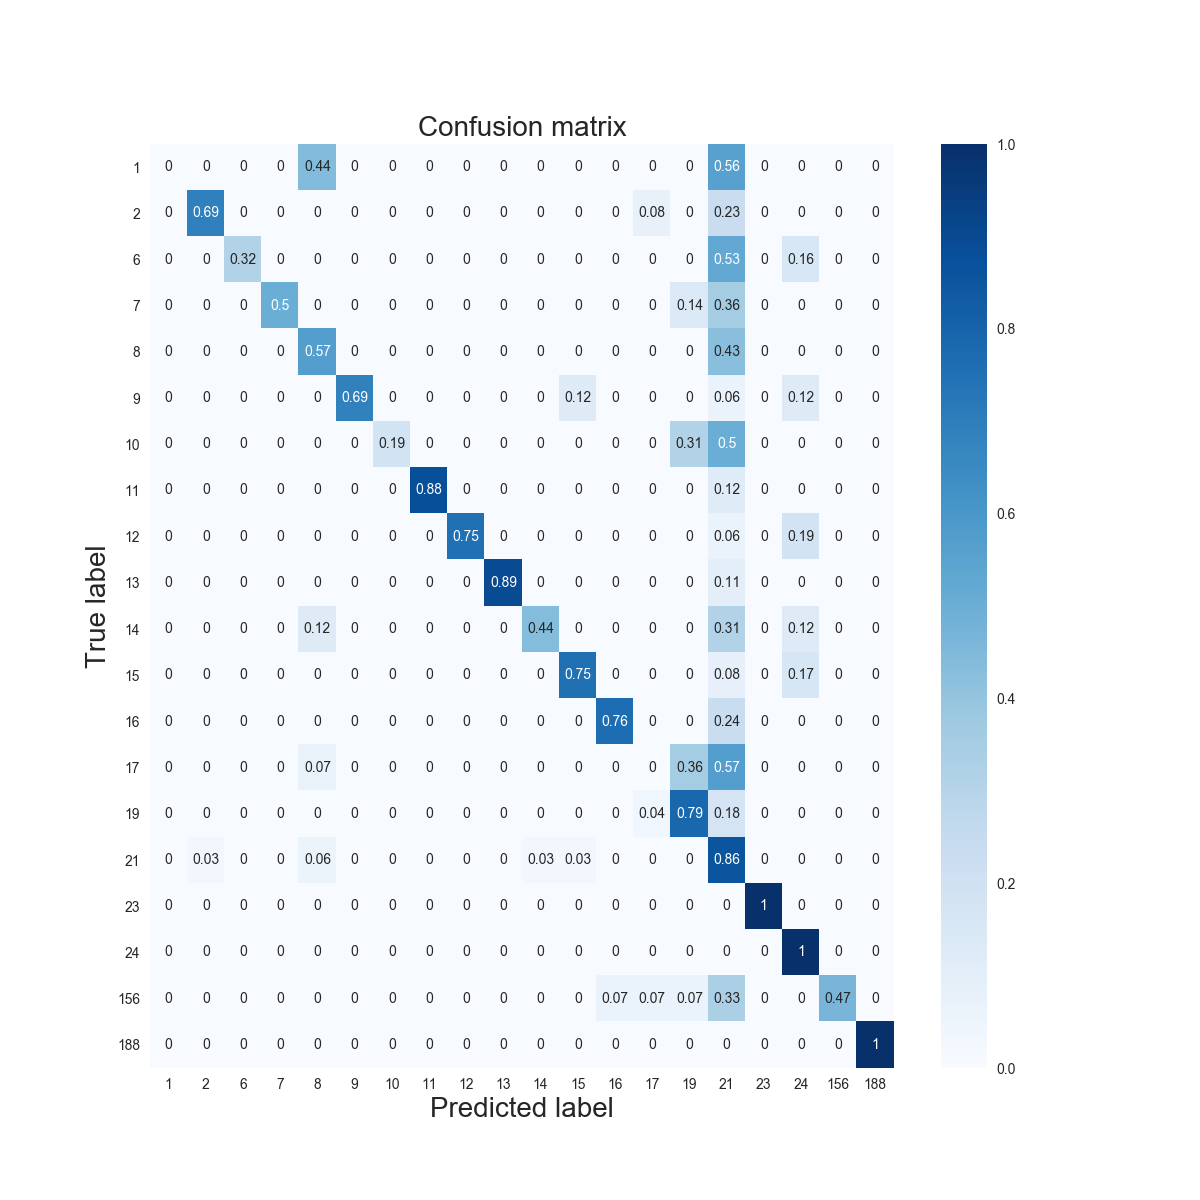 Confusion matrix
1 0 0 0 0 0.44 0 0 0 0 0 0 0 0 0 0 0.56 0 0 0 0 1.0
2 0 0.69 0 0 0 0 0 0 0 0 0 0 0 0.08 0 0.23 0 0 0 0
6 0 0 0.32 0 0 0 0 0 0 0 0 0 0 0 0 0.53 0 0.16 0 0
7 0 0 0 0.5 0 0 0 0 0 0 0 0 0 0 0.14 0.36 0 0 0 0
8 0 0 0 0 0.57 0 0 0 0 0 0 0 0 0 0 0.43 0 0 0 0 0.8
9 0 0 0 0 0 0.69 0 0 0 0 0 0.12 0 0 0 0.06 0 0.12 0 0
10 0 0 0 0 0 0 0.19 0 0 0 0 0 0 0 0.31 0.5 0 0 0 0
11 0 0 0 0 0 0 0 0.88 0 0 0 0 0 0 0 0.12 0 0 0 0
12 0 0 0 0 0 0 0 0 0.75 0 0 0 0 0 0 0.06 0 0.19 0 0 0.6
13 0 0 0 0 0 0 0 0 0 0.89 0 0 0 0 0 0.11 0 0 0 0
14 0 0 0 0 0.12 0 0 0 0 0 0.44 0 0 0 0 0.31 0 0.12 0 0
15 0 0 0 0 0 0 0 0 0 0 0 0.75 0 0 0 0.08 0 0.17 0 0
16 0 0 0 0 0 0 0 0 0 0 0 0 0.76 0 0 0.24 0 0 0 0 0.4
17 0 0 0 0 0.07 0 0 0 0 0 0 0 0 0 0.36 0.57 0 0 0 0
19 0 0 0 0 0 0 0 0 0 0 0 0 0 0.04 0.79 0.18 0 0 0 0
21 0 0.03 0 0 0.06 0 0 0 0 0 0.03 0.03 0 0 0 0.86 0 0 0 0
23 0 0 0 0 0 0 0 0 0 0 0 0 0 0 0 0 1 0 0 0 0.2
24 0 0 0 0 0 0 0 0 0 0 0 0 0 0 0 0 0 1 0 0
156 0 0 0 0 0 0 0 0 0 0 0 0 0.07 0.07 0.07 0.33 0 0 0.47 0
188 0 0 0 0 0 0 0 0 0 0 0 0 0 0 0 0 0 0 0 1 0.0
1 2 6 7 8 9 10 11 12 13 14 15 16 17 19 21 23 24 156 188
Predicted label
True label